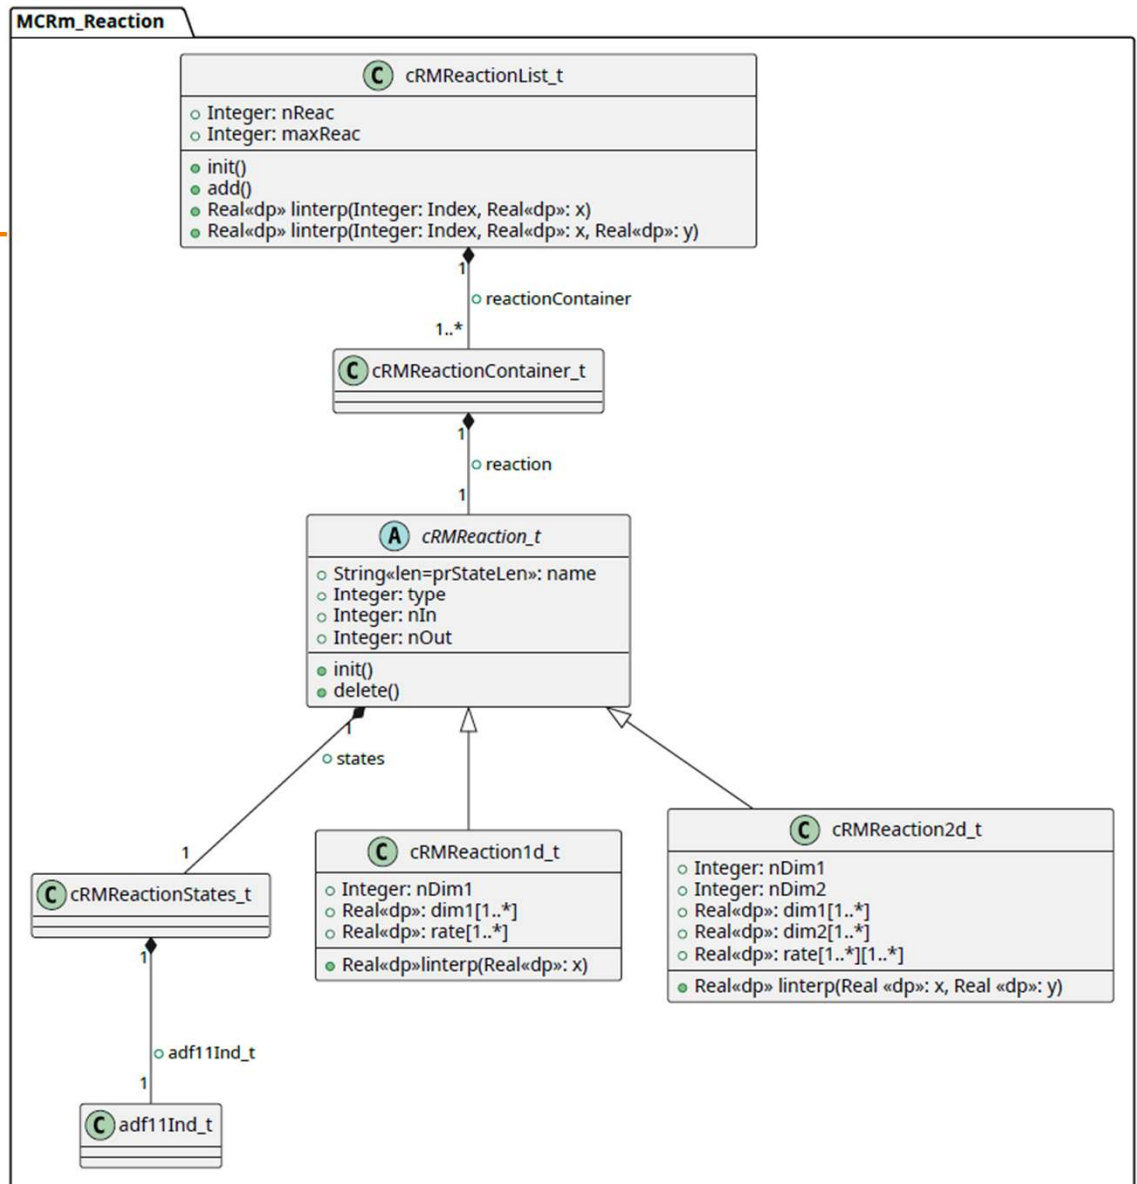 MCRm_Reaction
C cRMReactionList_t
Integer: nReac
Integer: maxReac
init()
add()
Real«dp» linterp(Integer: Index, Real«dp»: x)
Real«dp» linterp(Integer: Index, Real«dp»: x, Real«dp»: y)
1
reactionContainer
1..*
C cRMReactionContainer_t
1
reaction
1
A cRMReaction_t
String«len=prStateLen»: name
Integer: type
Integer: nIn
Integer: nOut
init()
delete()
1
states
1
C cRMReactionStates_t
C cRMReaction1d_t
Integer: nDim1
Real«dp»: dim1[1..*]
Real«dp»: rate[1..*]
Real«dp»linterp(Real«dp»: x)
C cRMReaction2d_t
Integer: nDim1
Integer: nDim2
Real«dp»: dim1[1..*]
Real«dp»: dim2[1..*]
Real«dp»: rate[1..*][1..*]
Real«dp» linterp(Real «dp»: x, Real «dp»: y)
1
adf11Ind_t
1
C adf11Ind_t